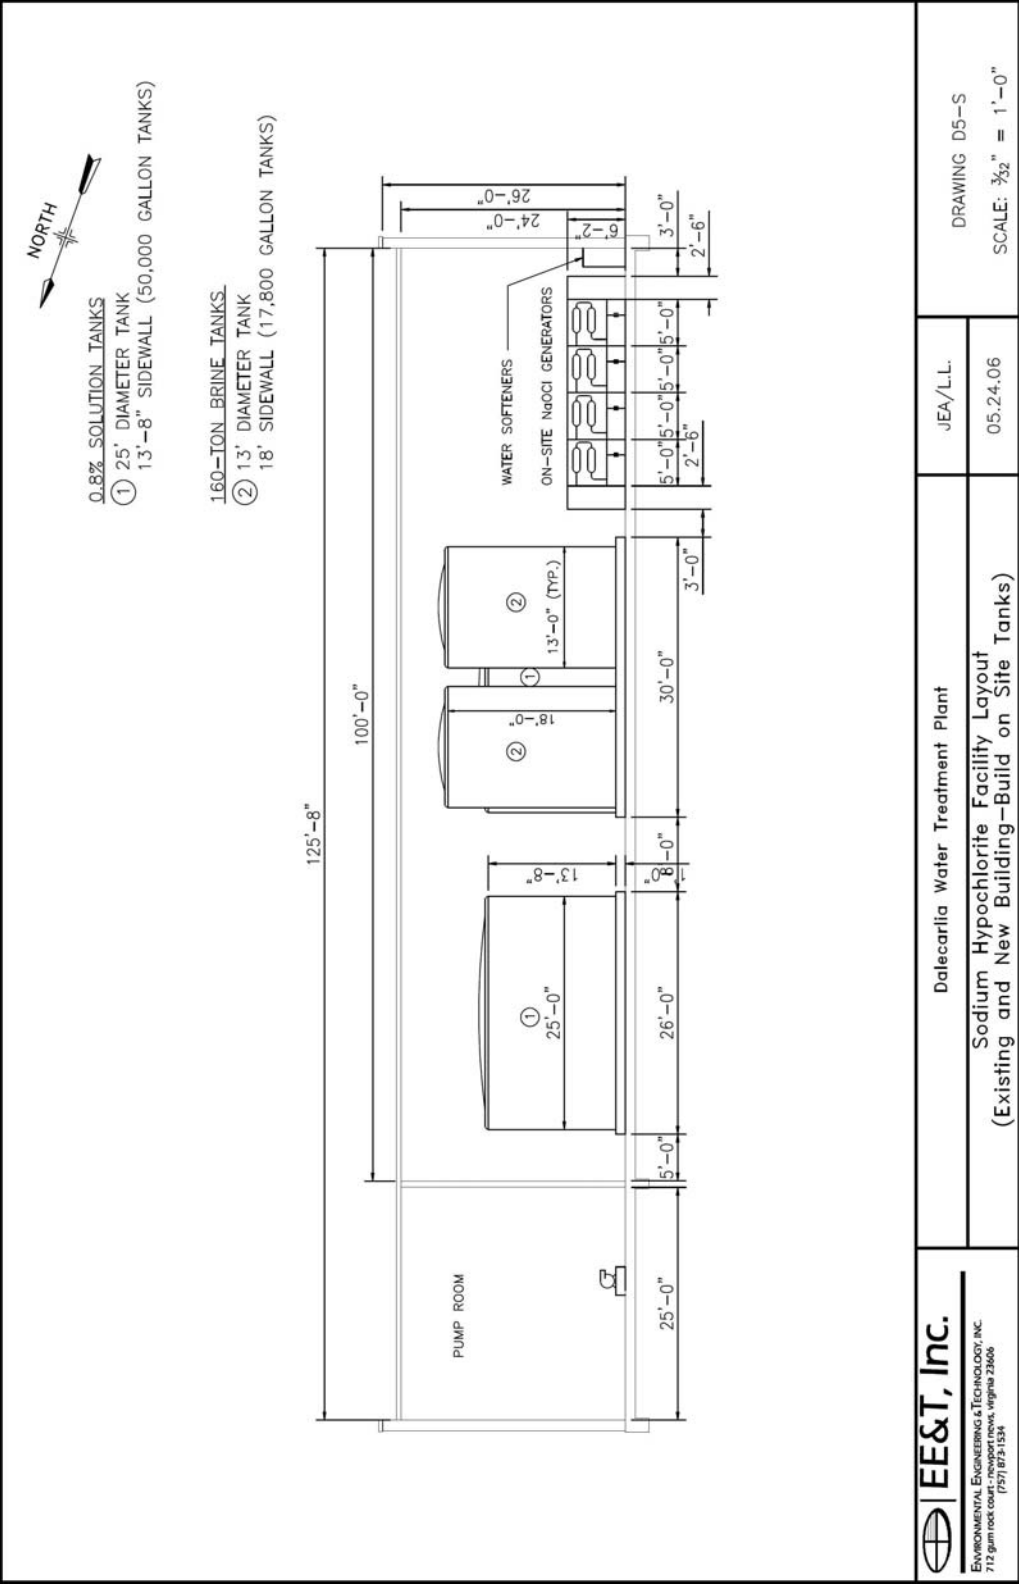 NORTH
0.8% SOLUTION TANKS
1 25' DIAMETER TANK
13'-8" SIDEWALL (50,000 GALLON TANKS)
160-TON BRINE TANKS
2 13' DIAMETER TANK
18' SIDEWALL (17,800 GALLON TANKS)
125'-8"
100'-0"
26'-0"
24'-0"
6'-2"
WATER SOFTENERS
ON-SITE NaOCl GENERATORS
PUMP ROOM
1
25'-0"
13'-8"
1'-0"
2
18'-0"
1
2
13'-0" (TYP.)
25'-0"
5'-0"
26'-0"
8'-0"
30'-0"
3'-0"
2'-6"
5'-0"
5'-0"
5'-0"
5'-0"
2'-6"
3'-0"
EE&T, Inc.
ENVIRONMENTAL ENGINEERING & TECHNOLOGY, INC.
712 gum rock court - newport news, virginia 23606
(757) 873-1534
Dalecarlia Water Treatment Plant
Sodium Hypochlorite Facility Layout
(Existing and New Building-Build on Site Tanks)
JEA/L.L.
05.24.06
DRAWING D5-S
SCALE: 3/32" = 1'-0"